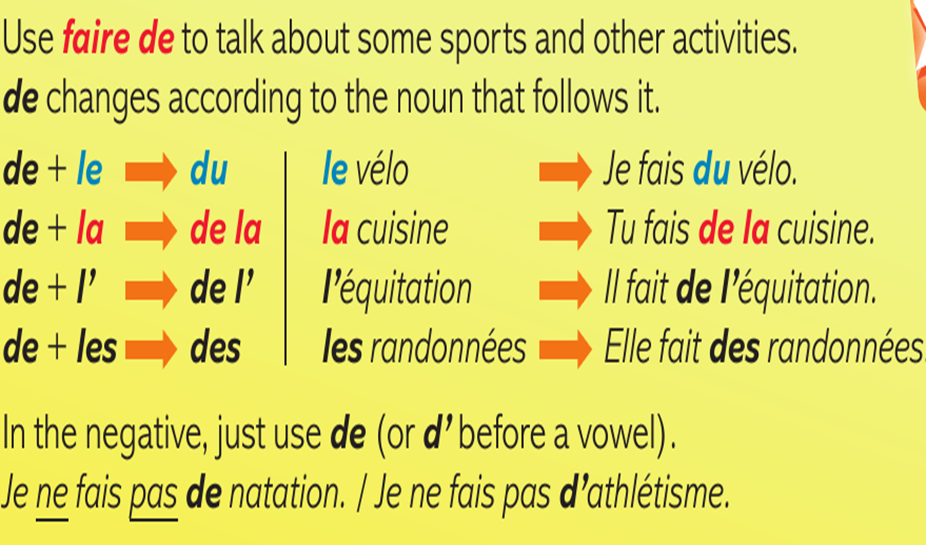 Use faire de to talk about some sports and other activities.
de changes according to the noun that follows it.
de + le → du | le vélo → Je fais du vélo.
de + la → de la | la cuisine → Tu fais de la cuisine.
de + l’ → de l’ | l’équitation → Il fait de l’équitation.
de + les → des | les randonnées → Elle fait des randonnées.
In the negative, just use de (or d’ before a vowel).
Je ne fais pas de natation. / Je ne fais pas d’athlétisme.